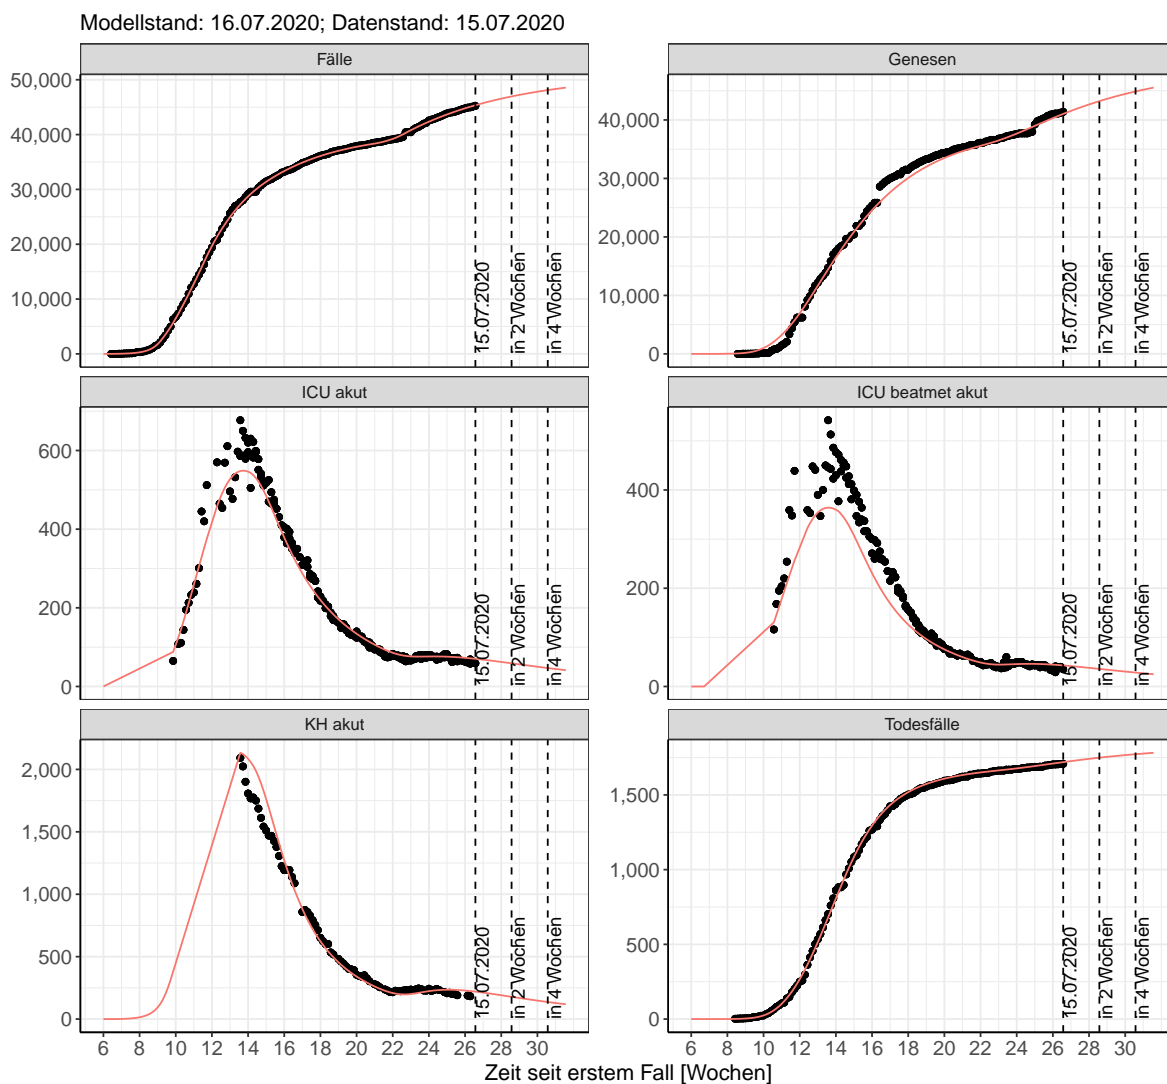 Modellstand: 16.07.2020; Datenstand: 15.07.2020
Fälle
Genesen
50,000
40,000
30,000
20,000
10,000
0
15.07.2020
in 2 Wochen
in 4 Wochen
40,000
30,000
20,000
10,000
0
15.07.2020
in 2 Wochen
in 4 Wochen
ICU akut
ICU beatmet akut
600
400
200
0
15.07.2020
in 2 Wochen
in 4 Wochen
400
200
0
15.07.2020
in 2 Wochen
in 4 Wochen
KH akut
Todesfälle
2,000
1,500
1,000
500
0
15.07.2020
in 2 Wochen
in 4 Wochen
1,500
1,000
500
0
15.07.2020
in 2 Wochen
in 4 Wochen
6 8 10 12 14 16 18 20 22 24 26 28 30
6 8 10 12 14 16 18 20 22 24 26 28 30
Zeit seit erstem Fall [Wochen]